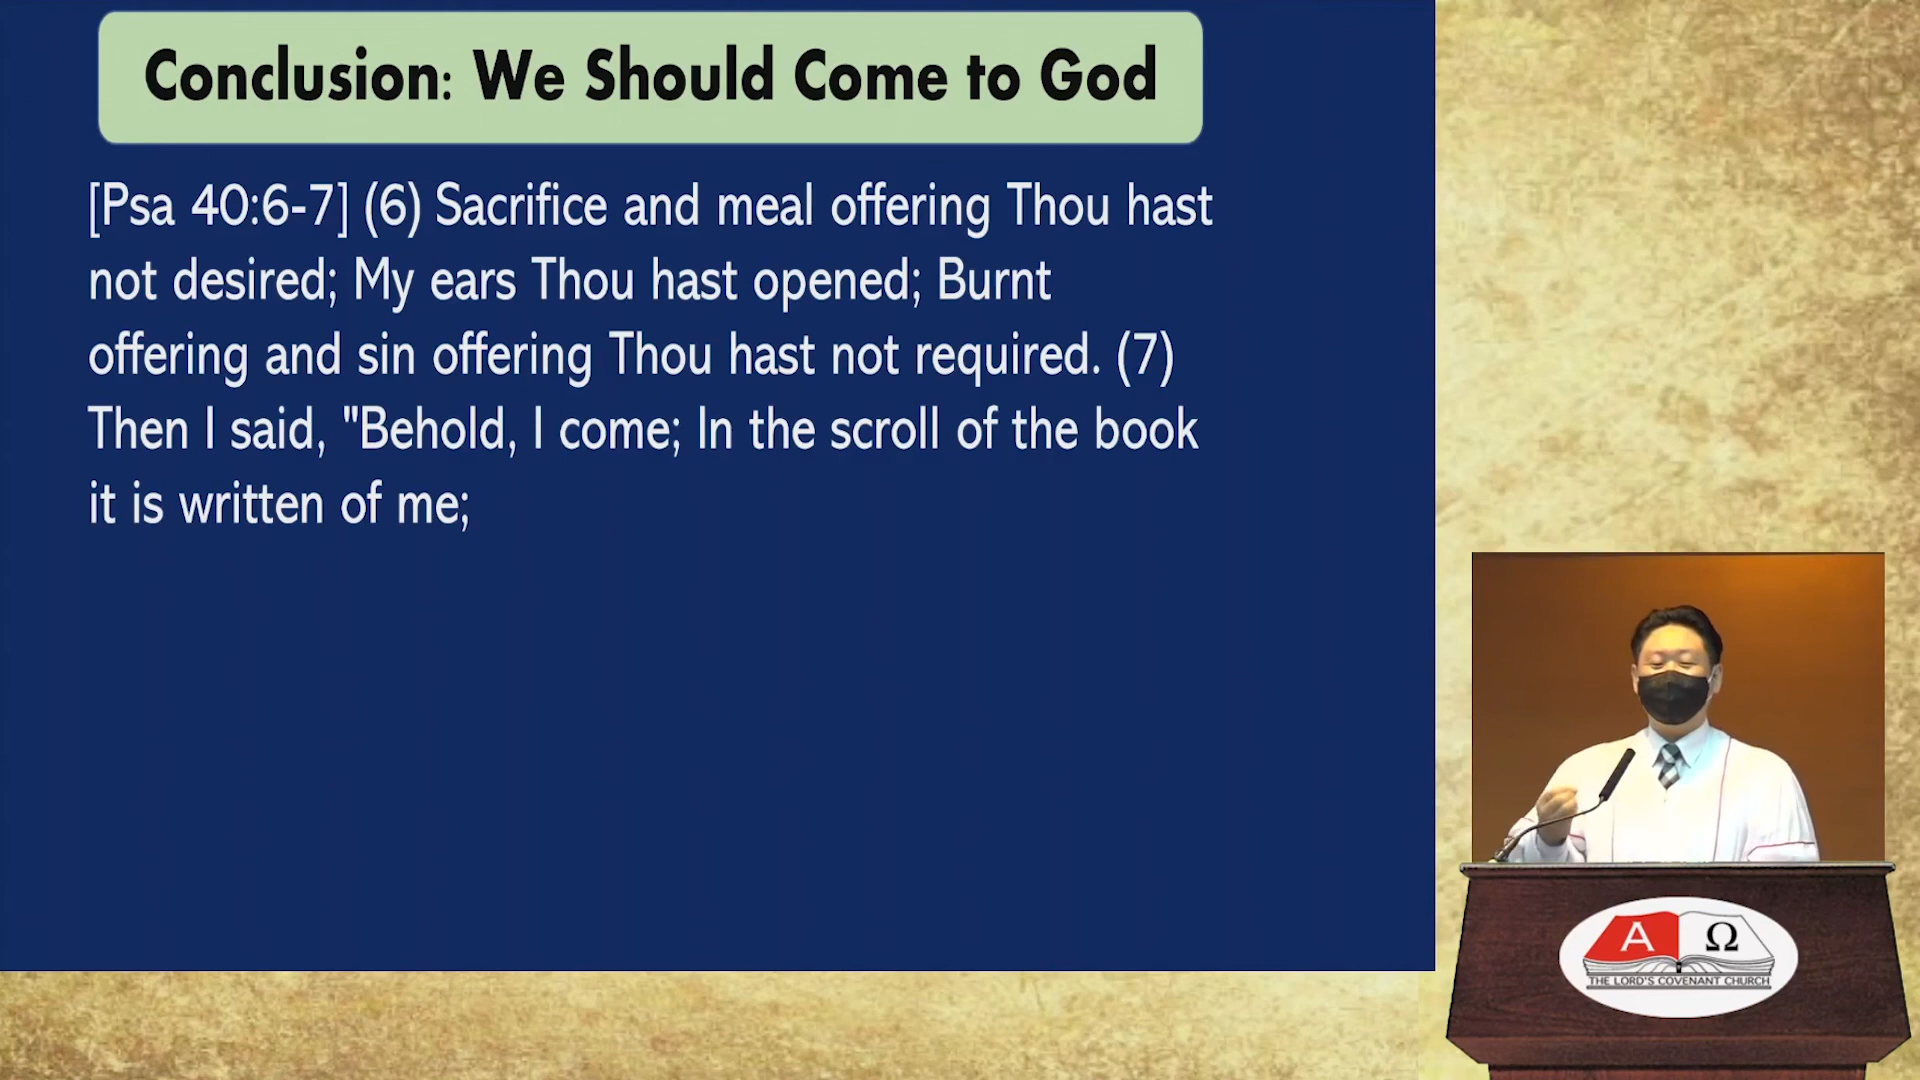 Conclusion: We Should Come to God
[Psa 40:6-7] (6) Sacrifice and meal offering Thou hast
not desired; My ears Thou hast opened; Burnt
offering and sin offering Thou hast not required. (7)
Then I said, "Behold, I come; In the scroll of the book
it is written of me;
A Ω
THE LORD'S COVENANT CHURCH